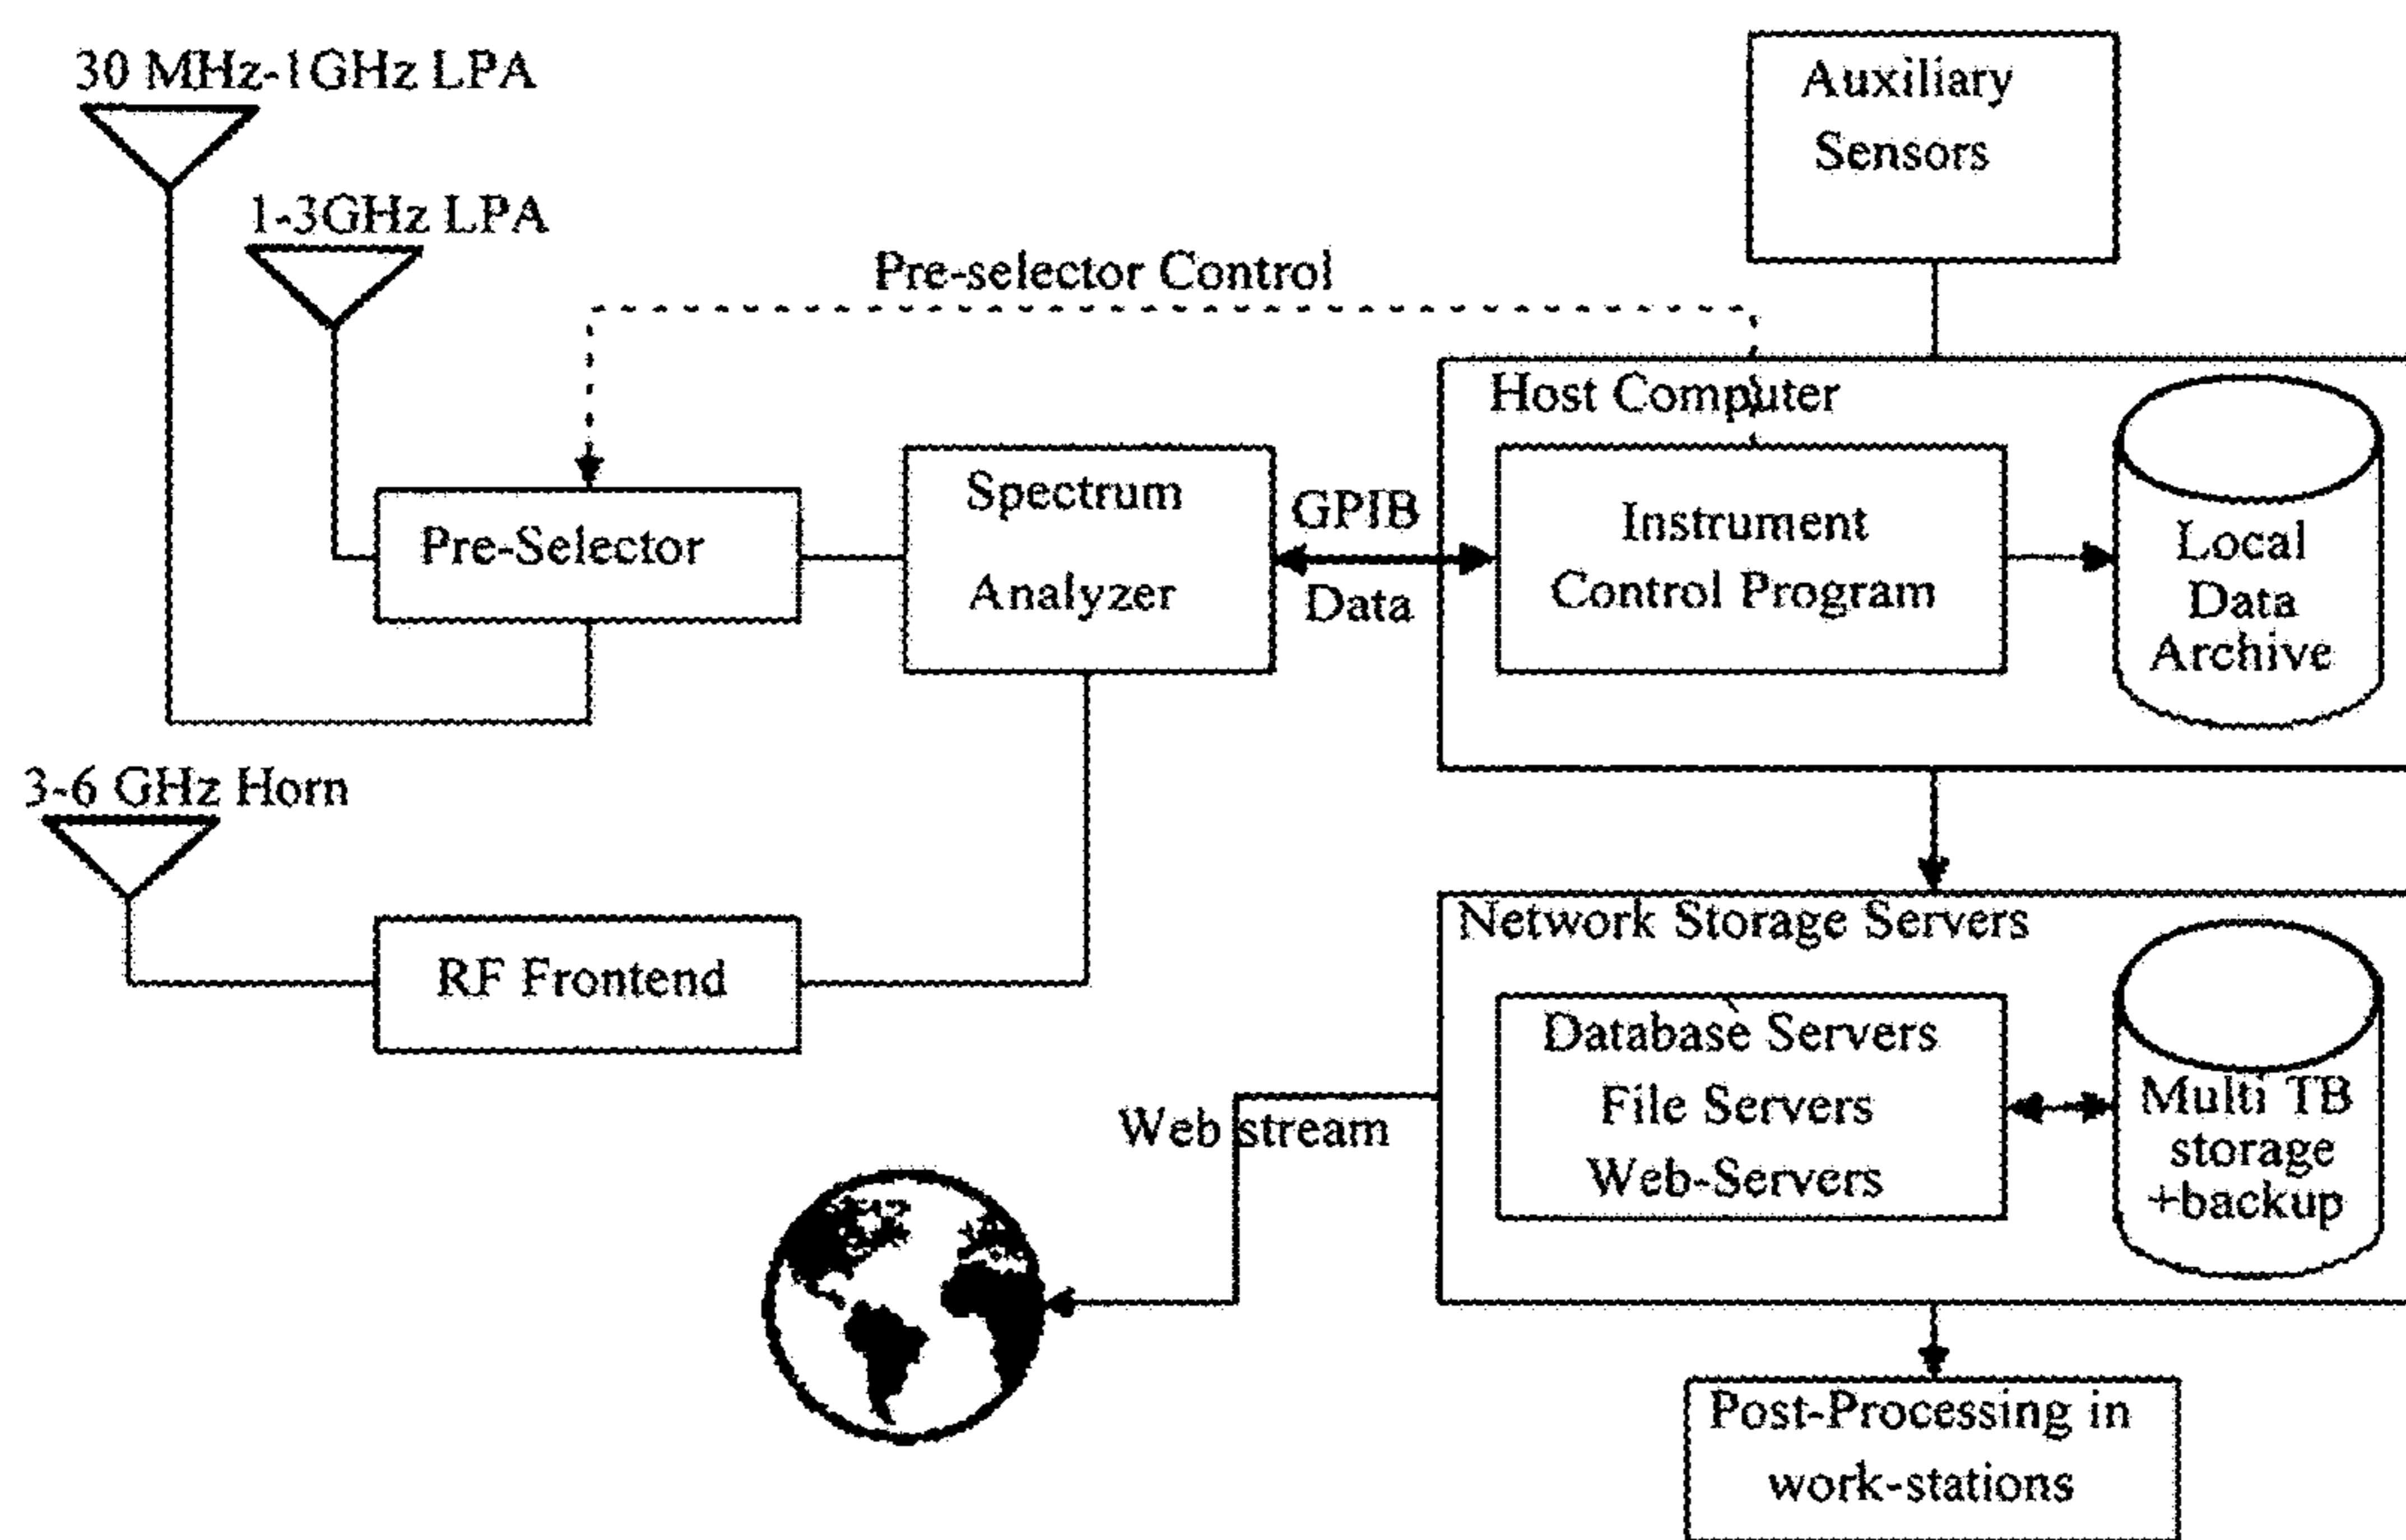 30 MHz-1GHz LPA
1-3GHz LPA
Auxiliary
Sensors
Pre-selector Control
Host Computer
Pre-Selector
Spectrum
Analyzer
GPIB
Data
Instrument
Control Program
Local
Data
Archive
3-6 GHz Horn
RF Frontend
Network Storage Servers
Database Servers
File Servers
Web-Servers
Multi TB
storage
+backup
Web stream
Post-Processing in
work-stations